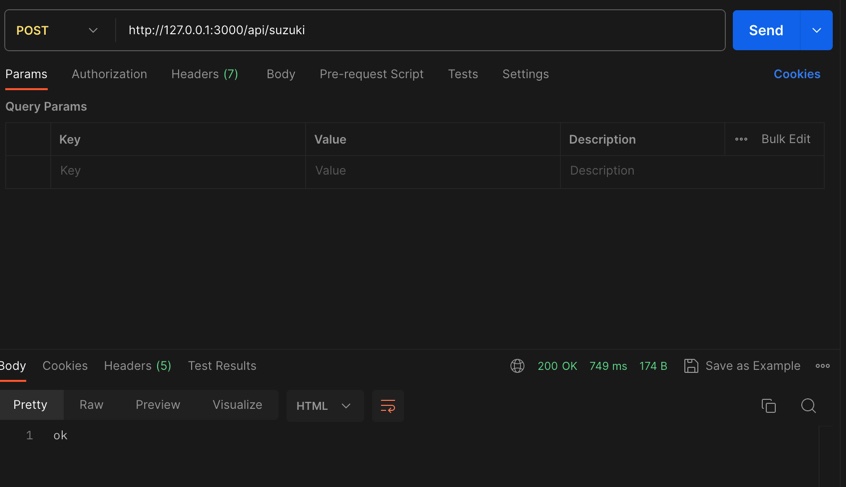 POST http://127.0.0.1:3000/api/suzuki Send
Params Authorization Headers (7) Body Pre-request Script Tests Settings Cookies
Query Params
Key Value Description ••• Bulk Edit
Key Value Description
Body Cookies Headers (5) Test Results 200 OK 749 ms 174 B Save as Example
Pretty Raw Preview Visualize HTML
1 ok